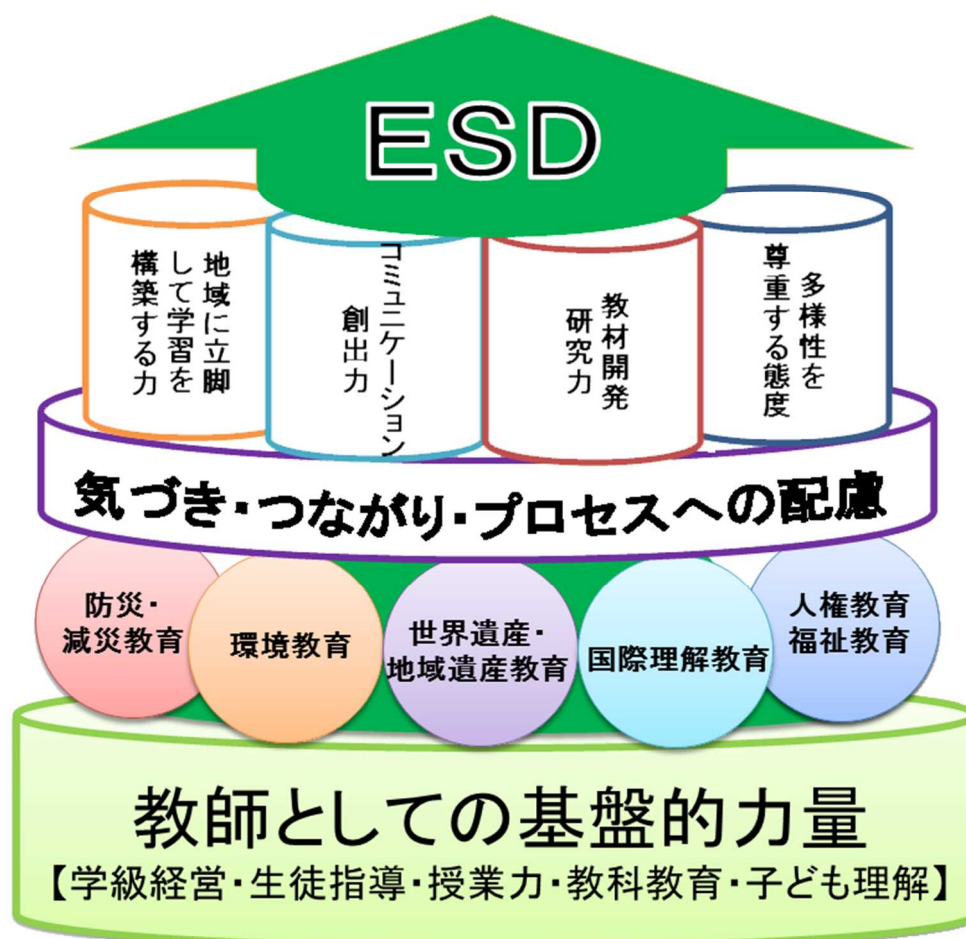 ESD
地域に立脚
して学習を
構築する力
コミュニケーション
創出力
教材開発
研究力
多様性を
尊重する態度
気づき・つながり・プロセスへの配慮
防災・
減災教育
環境教育
世界遺産・
地域遺産教育
国際理解教育
人権教育
福祉教育
教師としての基盤的力量
【学級経営・生徒指導・授業力・教科教育・子ども理解】